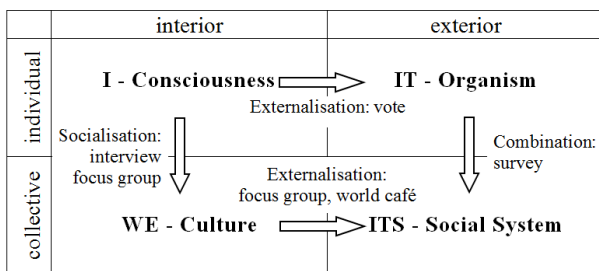 interior exterior
individual
I - Consciousness IT - Organism
Externalisation: vote
Socialisation:
interview
focus group
Combination:
survey
collective
Externalisation:
focus group, world café
WE - Culture ITS - Social System